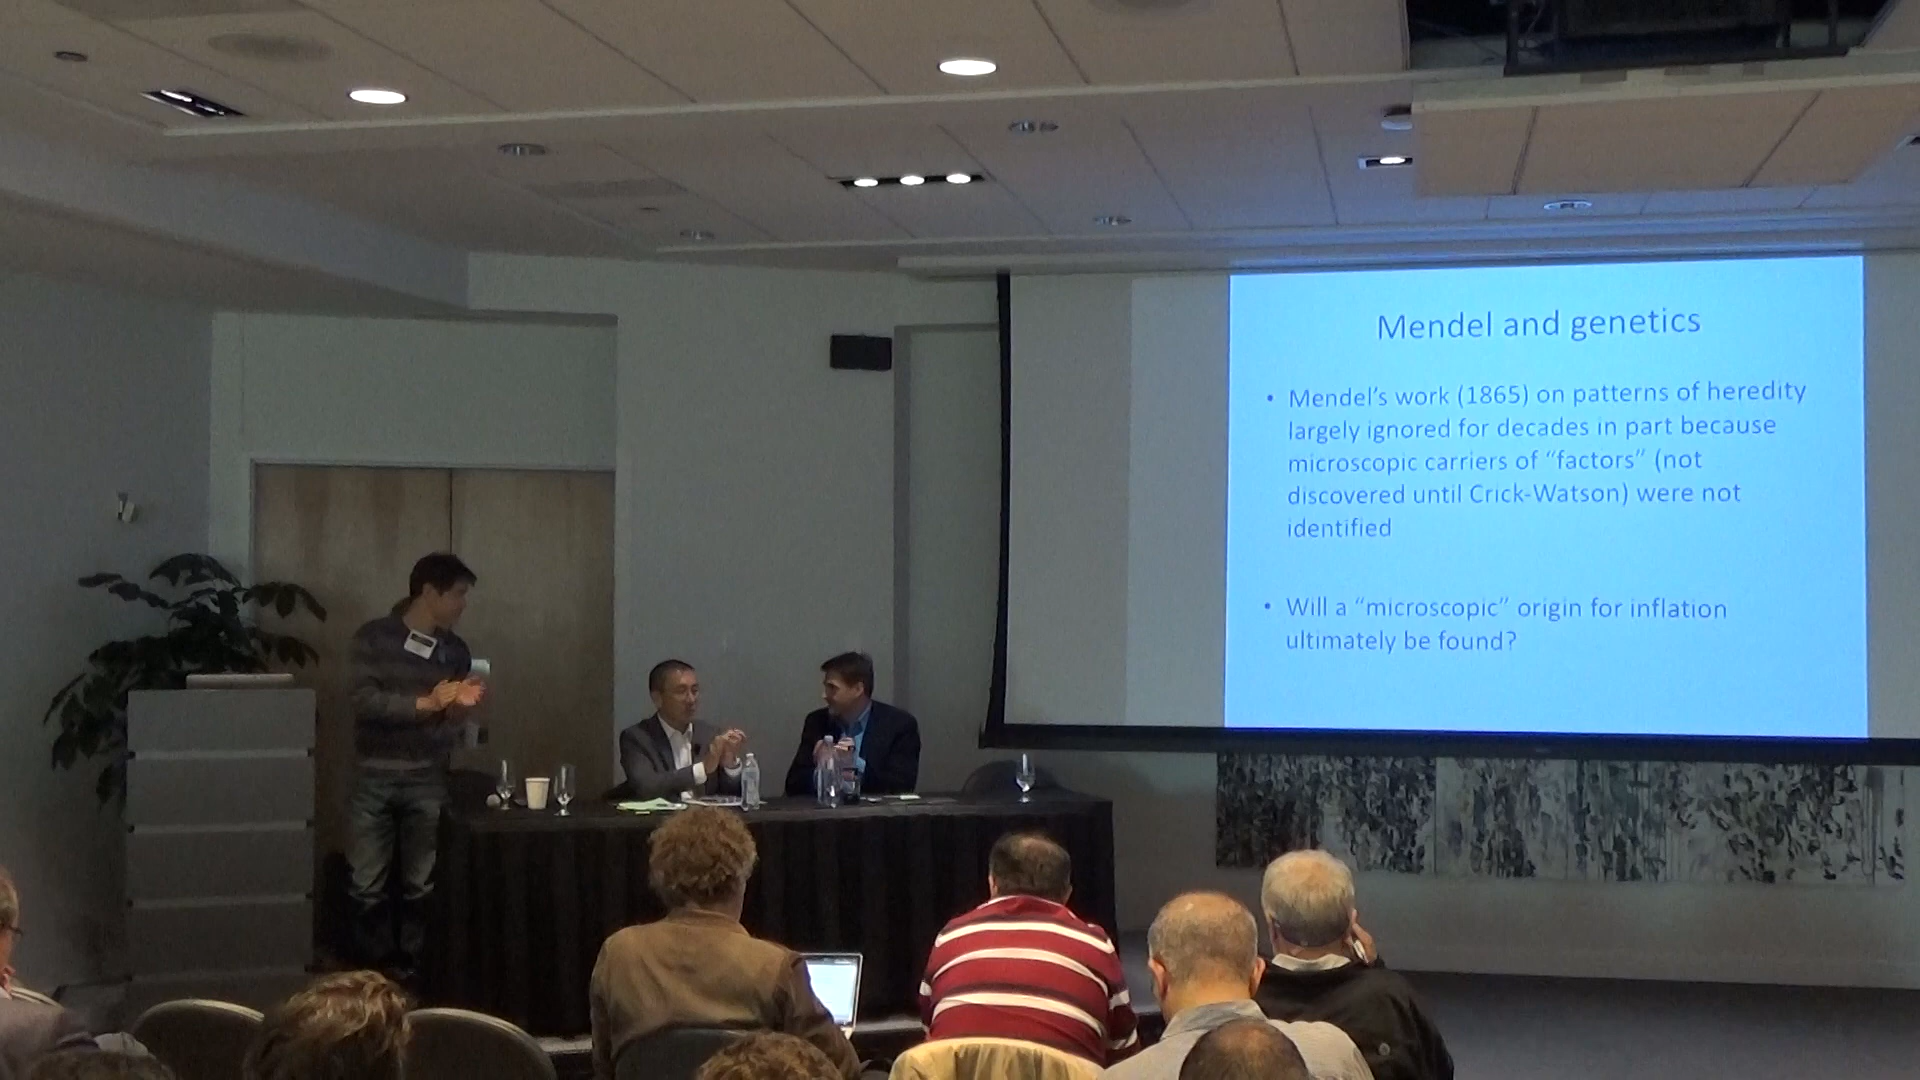 Mendel and genetics
• Mendel’s work (1865) on patterns of heredity
largely ignored for decades in part because
microscopic carriers of “factors” (not
discovered until Crick-Watson) were not
identified
• Will a “microscopic” origin for inflation
ultimately be found?